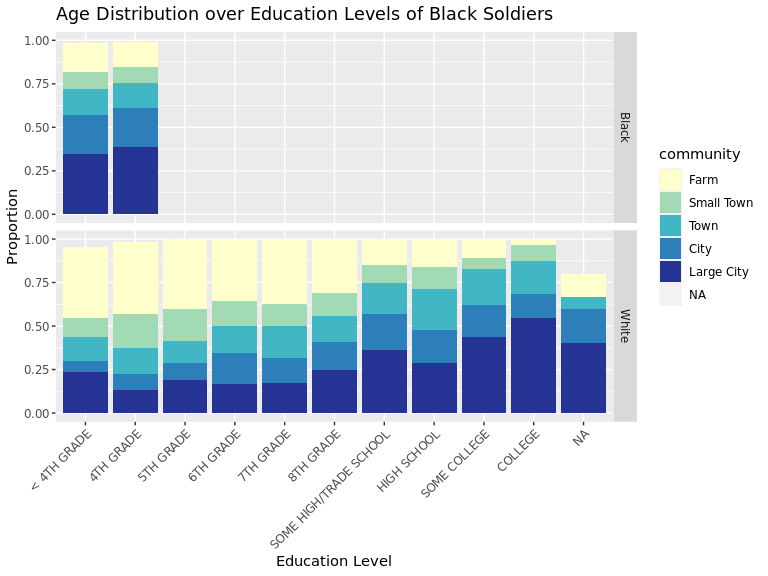 Age Distribution over Education Levels of Black Soldiers
Proportion
1.00
0.75
0.50
0.25
0.00
Black
1.00
0.75
0.50
0.25
0.00
White
< 4TH GRADE
4TH GRADE
5TH GRADE
6TH GRADE
7TH GRADE
8TH GRADE
SOME HIGH/TRADE SCHOOL
HIGH SCHOOL
SOME COLLEGE
COLLEGE
NA
Education Level
community
Farm
Small Town
Town
City
Large City
NA